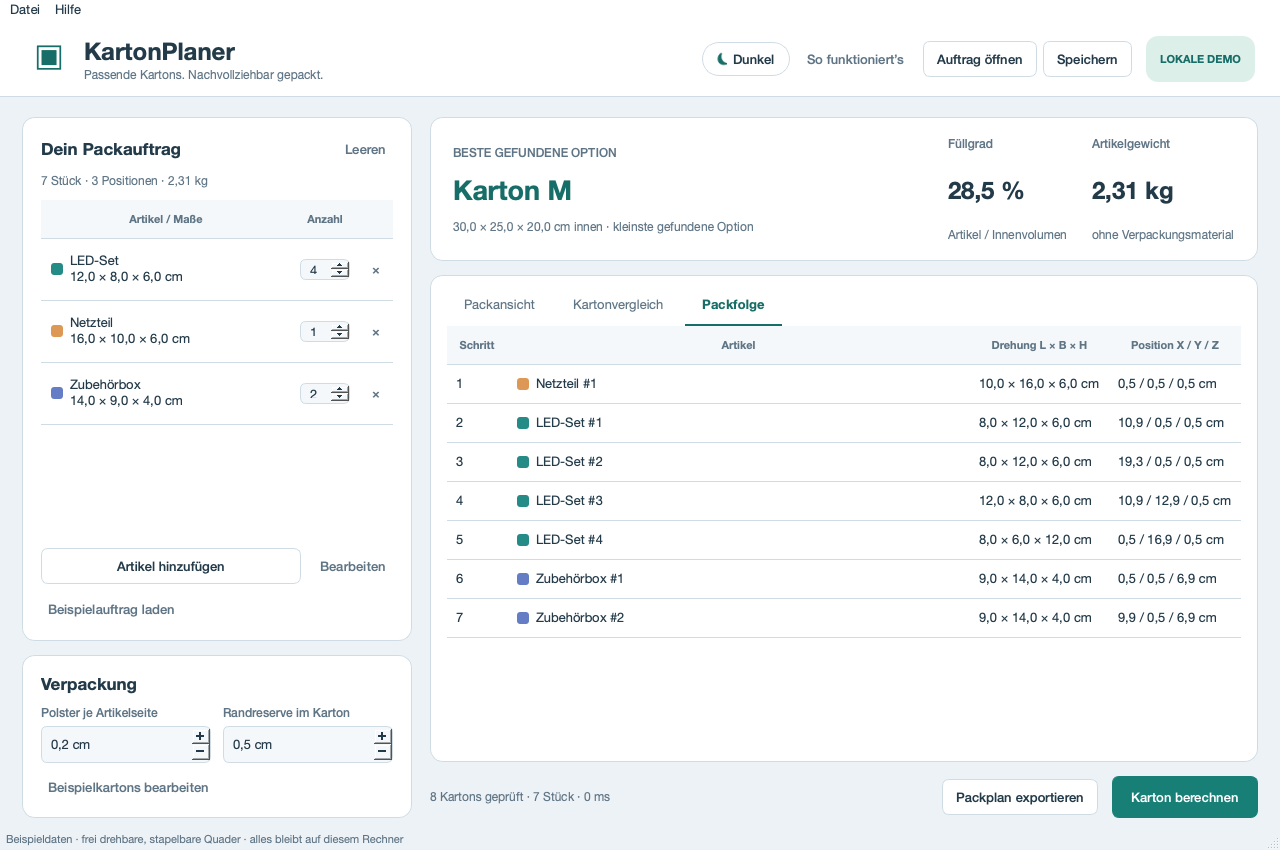 Datei Hilfe
KartonPlaner
Passende Kartons. Nachvollziehbar gepackt.
Dunkel
So funktioniert's
Auftrag öffnen
Speichern
LOKALE DEMO
Dein Packauftrag
Leeren
7 Stück · 3 Positionen · 2,31 kg
Artikel / Maße Anzahl
LED-Set
12,0 × 8,0 × 6,0 cm
4 ×
Netzteil
16,0 × 10,0 × 6,0 cm
1 ×
Zubehörbox
14,0 × 9,0 × 4,0 cm
2 ×
Artikel hinzufügen
Bearbeiten
Beispielauftrag laden
Verpackung
Polster je Artikelseite Randreserve im Karton
0,2 cm + − 0,5 cm + −
Beispielkartons bearbeiten
BESTE GEFUNDENE OPTION
Karton M
30,0 × 25,0 × 20,0 cm innen · kleinste gefundene Option
Füllgrad
28,5 %
Artikel / Innenvolumen
Artikelgewicht
2,31 kg
ohne Verpackungsmaterial
Packansicht Kartonvergleich Packfolge
Schritt Artikel Drehung L × B × H Position X / Y / Z
1 Netzteil #1 10,0 × 16,0 × 6,0 cm 0,5 / 0,5 / 0,5 cm
2 LED-Set #1 8,0 × 12,0 × 6,0 cm 10,9 / 0,5 / 0,5 cm
3 LED-Set #2 8,0 × 12,0 × 6,0 cm 19,3 / 0,5 / 0,5 cm
4 LED-Set #3 12,0 × 8,0 × 6,0 cm 10,9 / 12,9 / 0,5 cm
5 LED-Set #4 8,0 × 6,0 × 12,0 cm 0,5 / 16,9 / 0,5 cm
6 Zubehörbox #1 9,0 × 14,0 × 4,0 cm 0,5 / 0,5 / 6,9 cm
7 Zubehörbox #2 9,0 × 14,0 × 4,0 cm 9,9 / 0,5 / 6,9 cm
8 Kartons geprüft · 7 Stück · 0 ms
Packplan exportieren
Karton berechnen
Beispieldaten · frei drehbare, stapelbare Quader · alles bleibt auf diesem Rechner